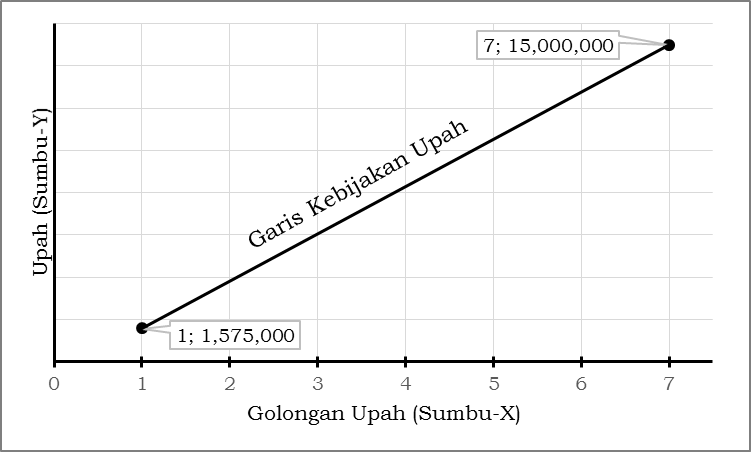 7; 15,000,000
Garis Kebijakan Upah
Upah (Sumbu-Y)
1; 1,575,000
0 1 2 3 4 5 6 7
Golongan Upah (Sumbu-X)